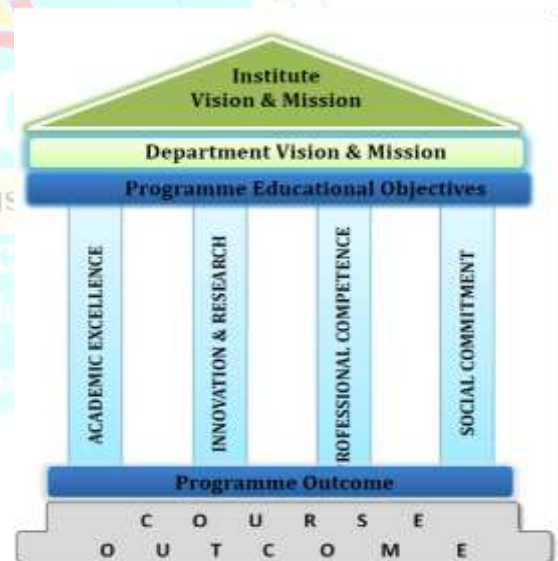 Institute
Vision & Mission
Department Vision & Mission
Programme Educational Objectives
ACADEMIC EXCELLENCE
INNOVATION & RESEARCH
ROFESSIONAL COMPETENCE
SOCIAL COMMITMENT
Programme Outcome
C O U R S E
O U T C O M E